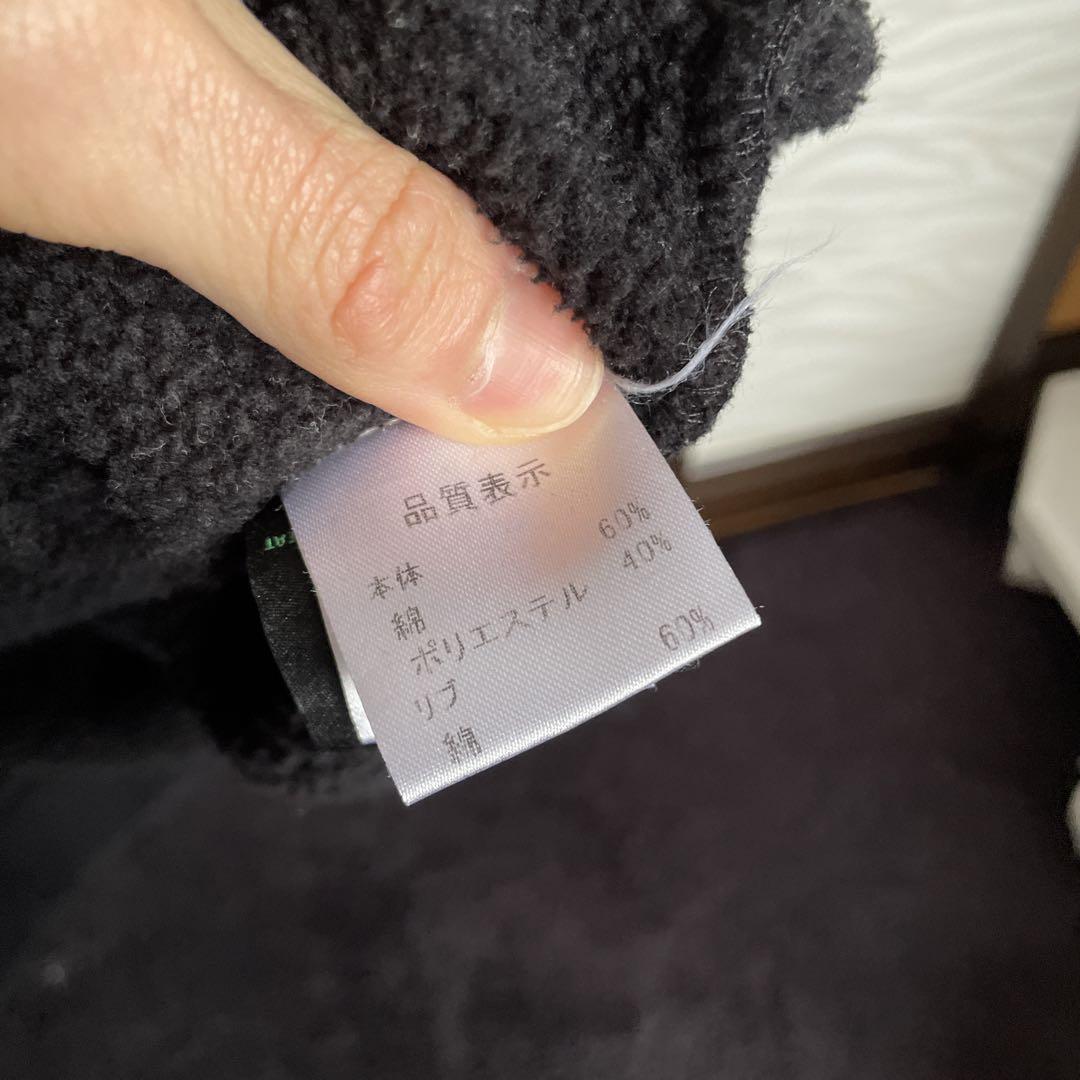 品質表示
本体
綿 60%
ポリエステル 40%
リブ
綿 60%